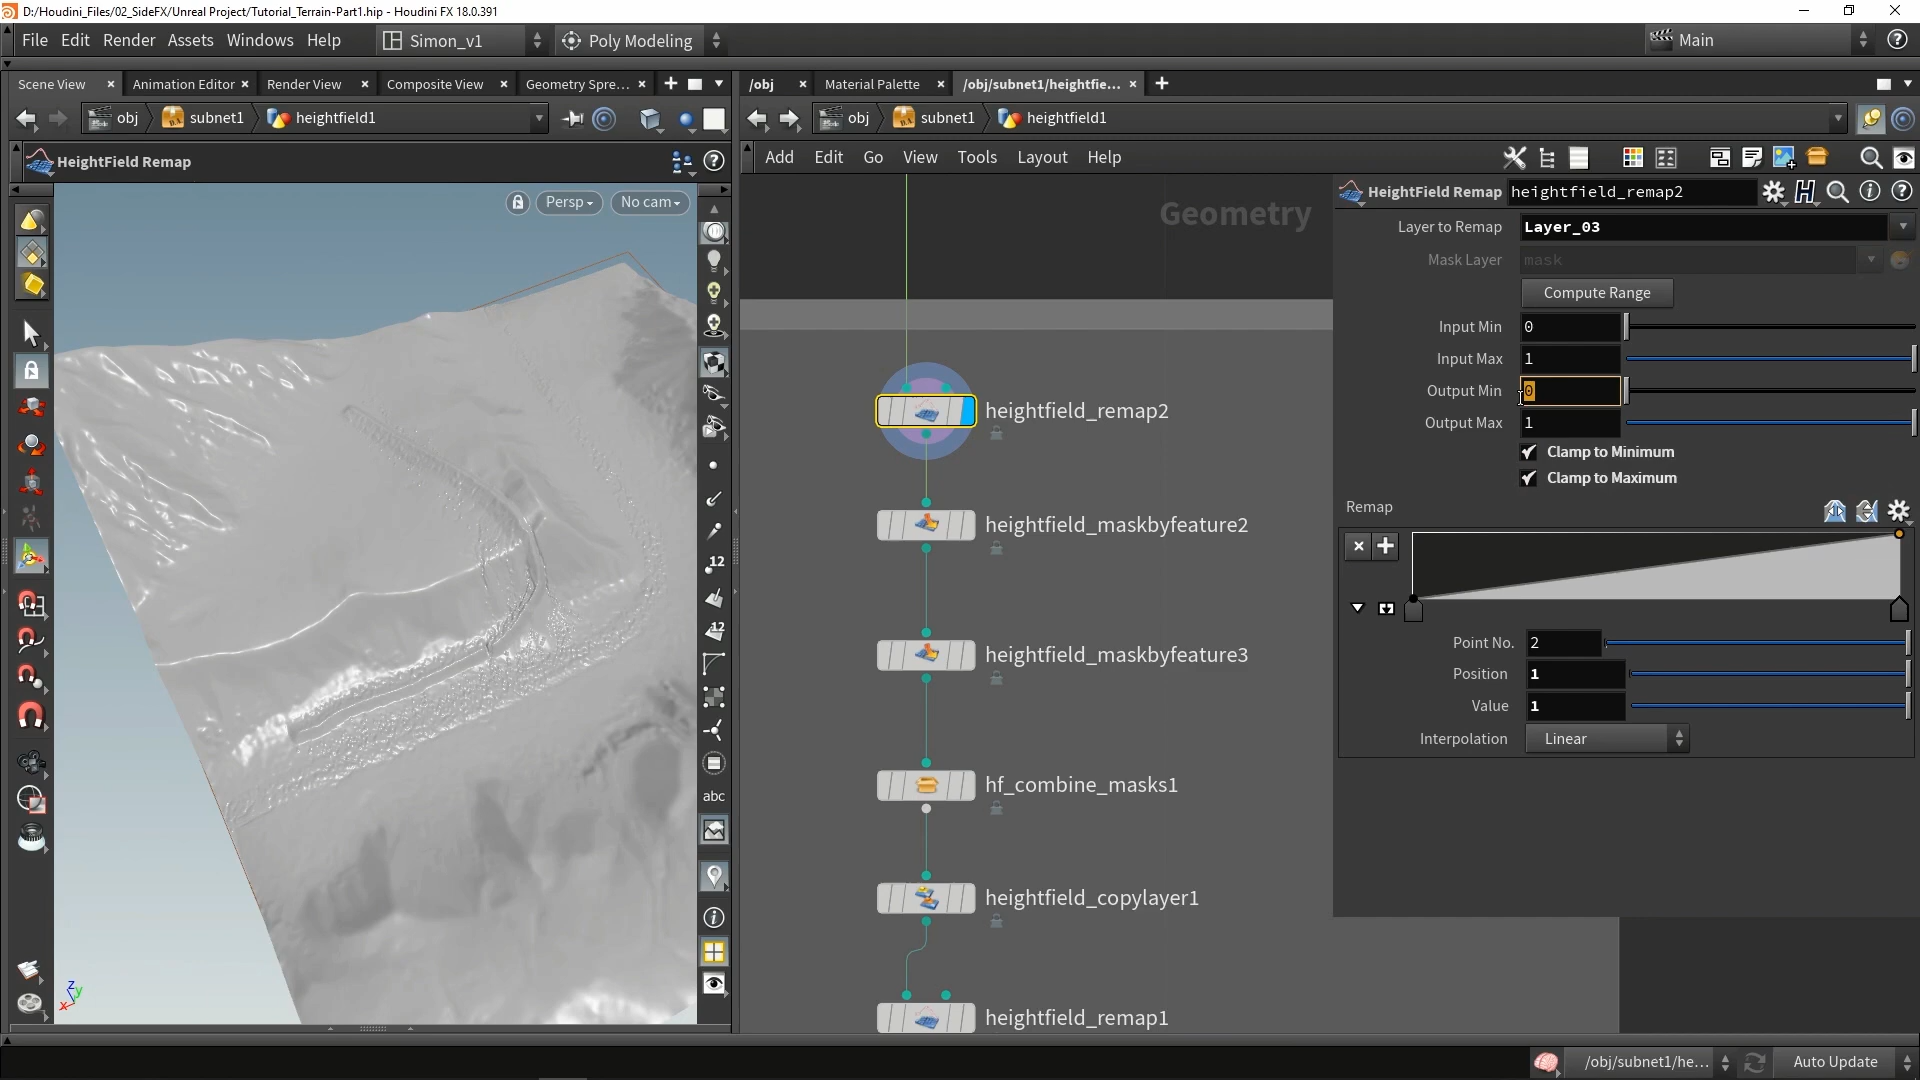 D:/Houdini_Files/02_SideFX/Unreal Project/Tutorial_Terrain-Part1.hip - Houdini FX 18.0.391
File Edit Render Assets Windows Help Simon_v1 Poly Modeling Main
Scene View Animation Editor Render View Composite View Geometry Spre... /obj Material Palette /obj/subnet1/heightfie...
obj subnet1 heightfield1 obj subnet1 heightfield1
HeightField Remap
Add Edit Go View Tools Layout Help
Persp No cam
Geometry
HeightField Remap heightfield_remap2
Layer to Remap Layer_03
Mask Layer mask
Compute Range
Input Min 0
Input Max 1
Output Min 0
Output Max 1
Clamp to Minimum
Clamp to Maximum
Remap
Point No. 2
Position 1
Value 1
Interpolation Linear
heightfield_remap2
heightfield_maskbyfeature2
heightfield_maskbyfeature3
hf_combine_masks1
heightfield_copylayer1
heightfield_remap1
12
12
abc
z y
x
/obj/subnet1/he... Auto Update